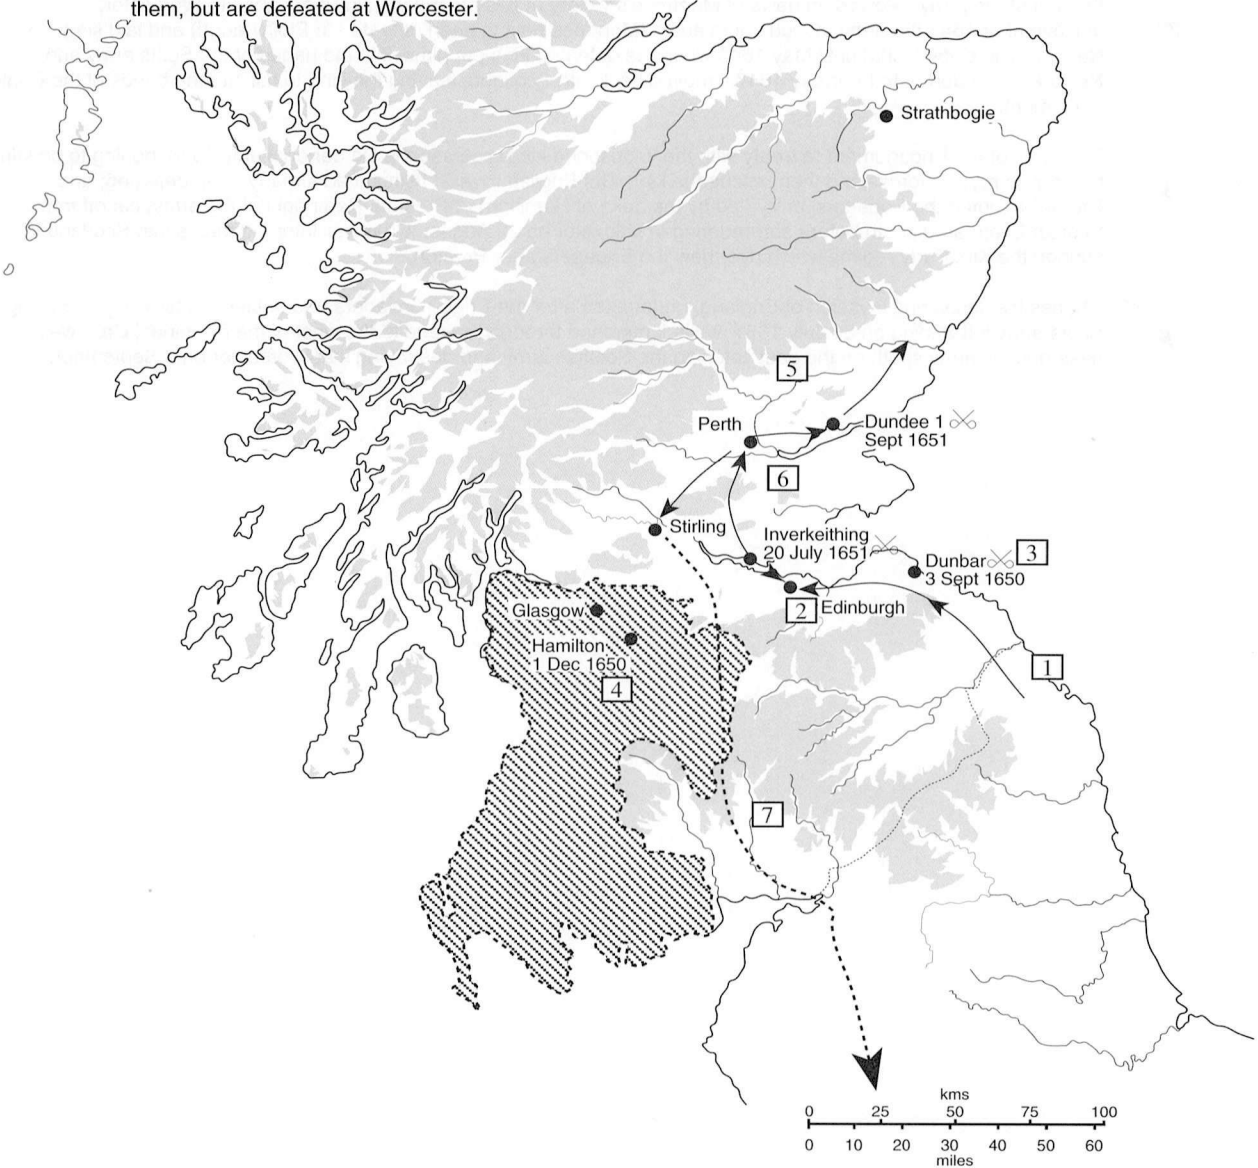 them, but are defeated at Worcester.
Strathbogie
5
Perth
Dundee 1
Sept 1651
6
Stirling
Inverkeithing
20 July 1651
Dunbar
3 Sept 1650
3
2
Edinburgh
Glasgow
Hamilton
1 Dec 1650
4
1
7
kms
0 25 50 75 100
0 10 20 30 40 50 60
miles